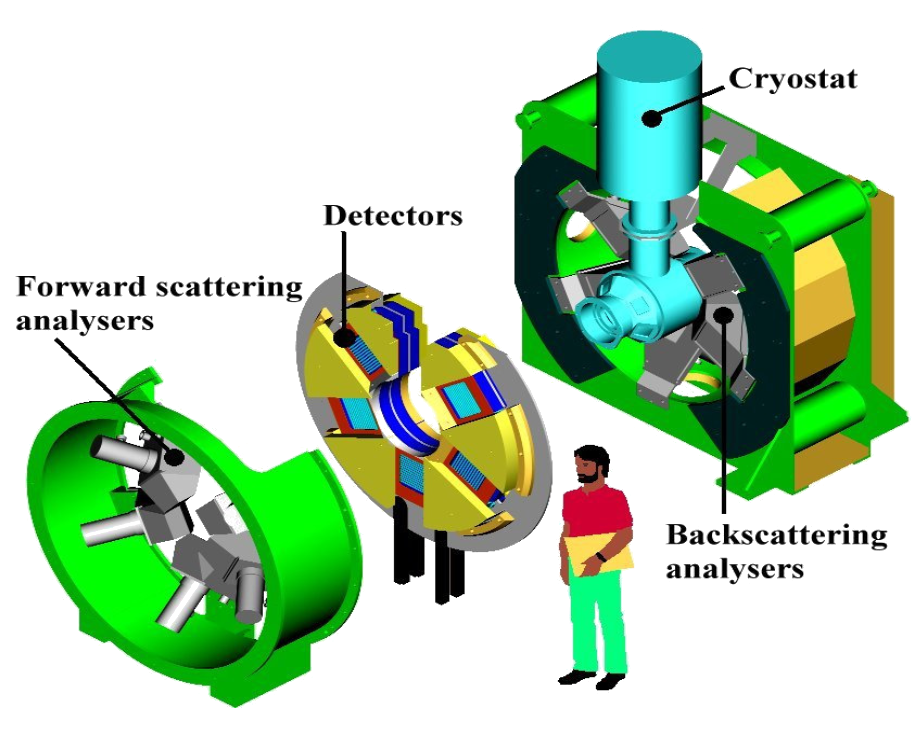 Cryostat
Detectors
Forward scattering
analysers
Backscattering
analysers